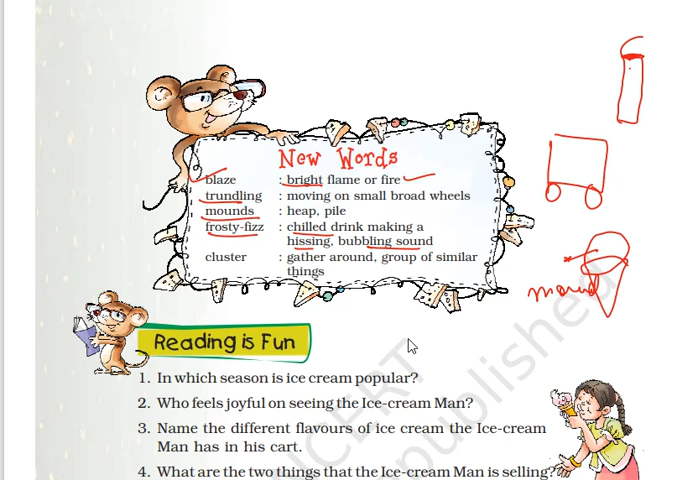 New Words
blaze : bright flame or fire
trundling : moving on small broad wheels
mounds : heap, pile
frosty-fizz : chilled drink making a
hissing, bubbling sound
cluster : gather around, group of similar
things
mound
Reading is Fun
1. In which season is ice cream popular?
2. Who feels joyful on seeing the Ice-cream Man?
3. Name the different flavours of ice cream the Ice-cream
Man has in his cart.
4. What are the two things that the Ice-cream Man is selling?